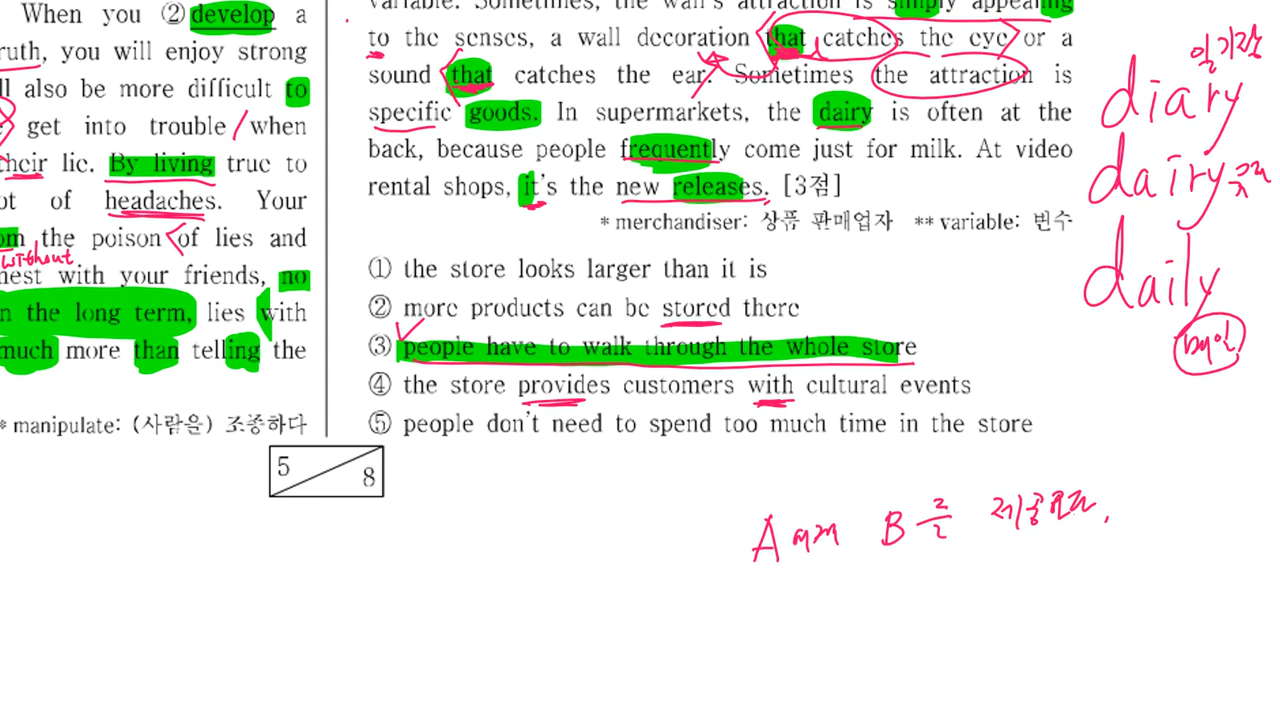 When you ② develop a
ruth, you will enjoy strong
ll also be more difficult to
get into trouble / when
their lie. By living true to
ot of headaches. Your
om the poison of lies and
without
nest with your friends, no
n the long term, lies with
much more than telling the
* manipulate: (사람을) 조종하다
variable. Sometimes, the wall's attraction is simply appealing
to the senses, a wall decoration that catches the eye or a
sound that catches the ear. Sometimes the attraction is
specific goods. In supermarkets, the dairy is often at the
back, because people frequently come just for milk. At video
rental shops, it's the new releases. [3점]
* merchandiser: 상품 판매업자 ** variable: 변수
① the store looks larger than it is
② more products can be stored there
③ people have to walk through the whole store
④ the store provides customers with cultural events
⑤ people don't need to spend too much time in the store
5
8
일기장
diary
dairy
daily
매일
A에게 B를 제공하다.